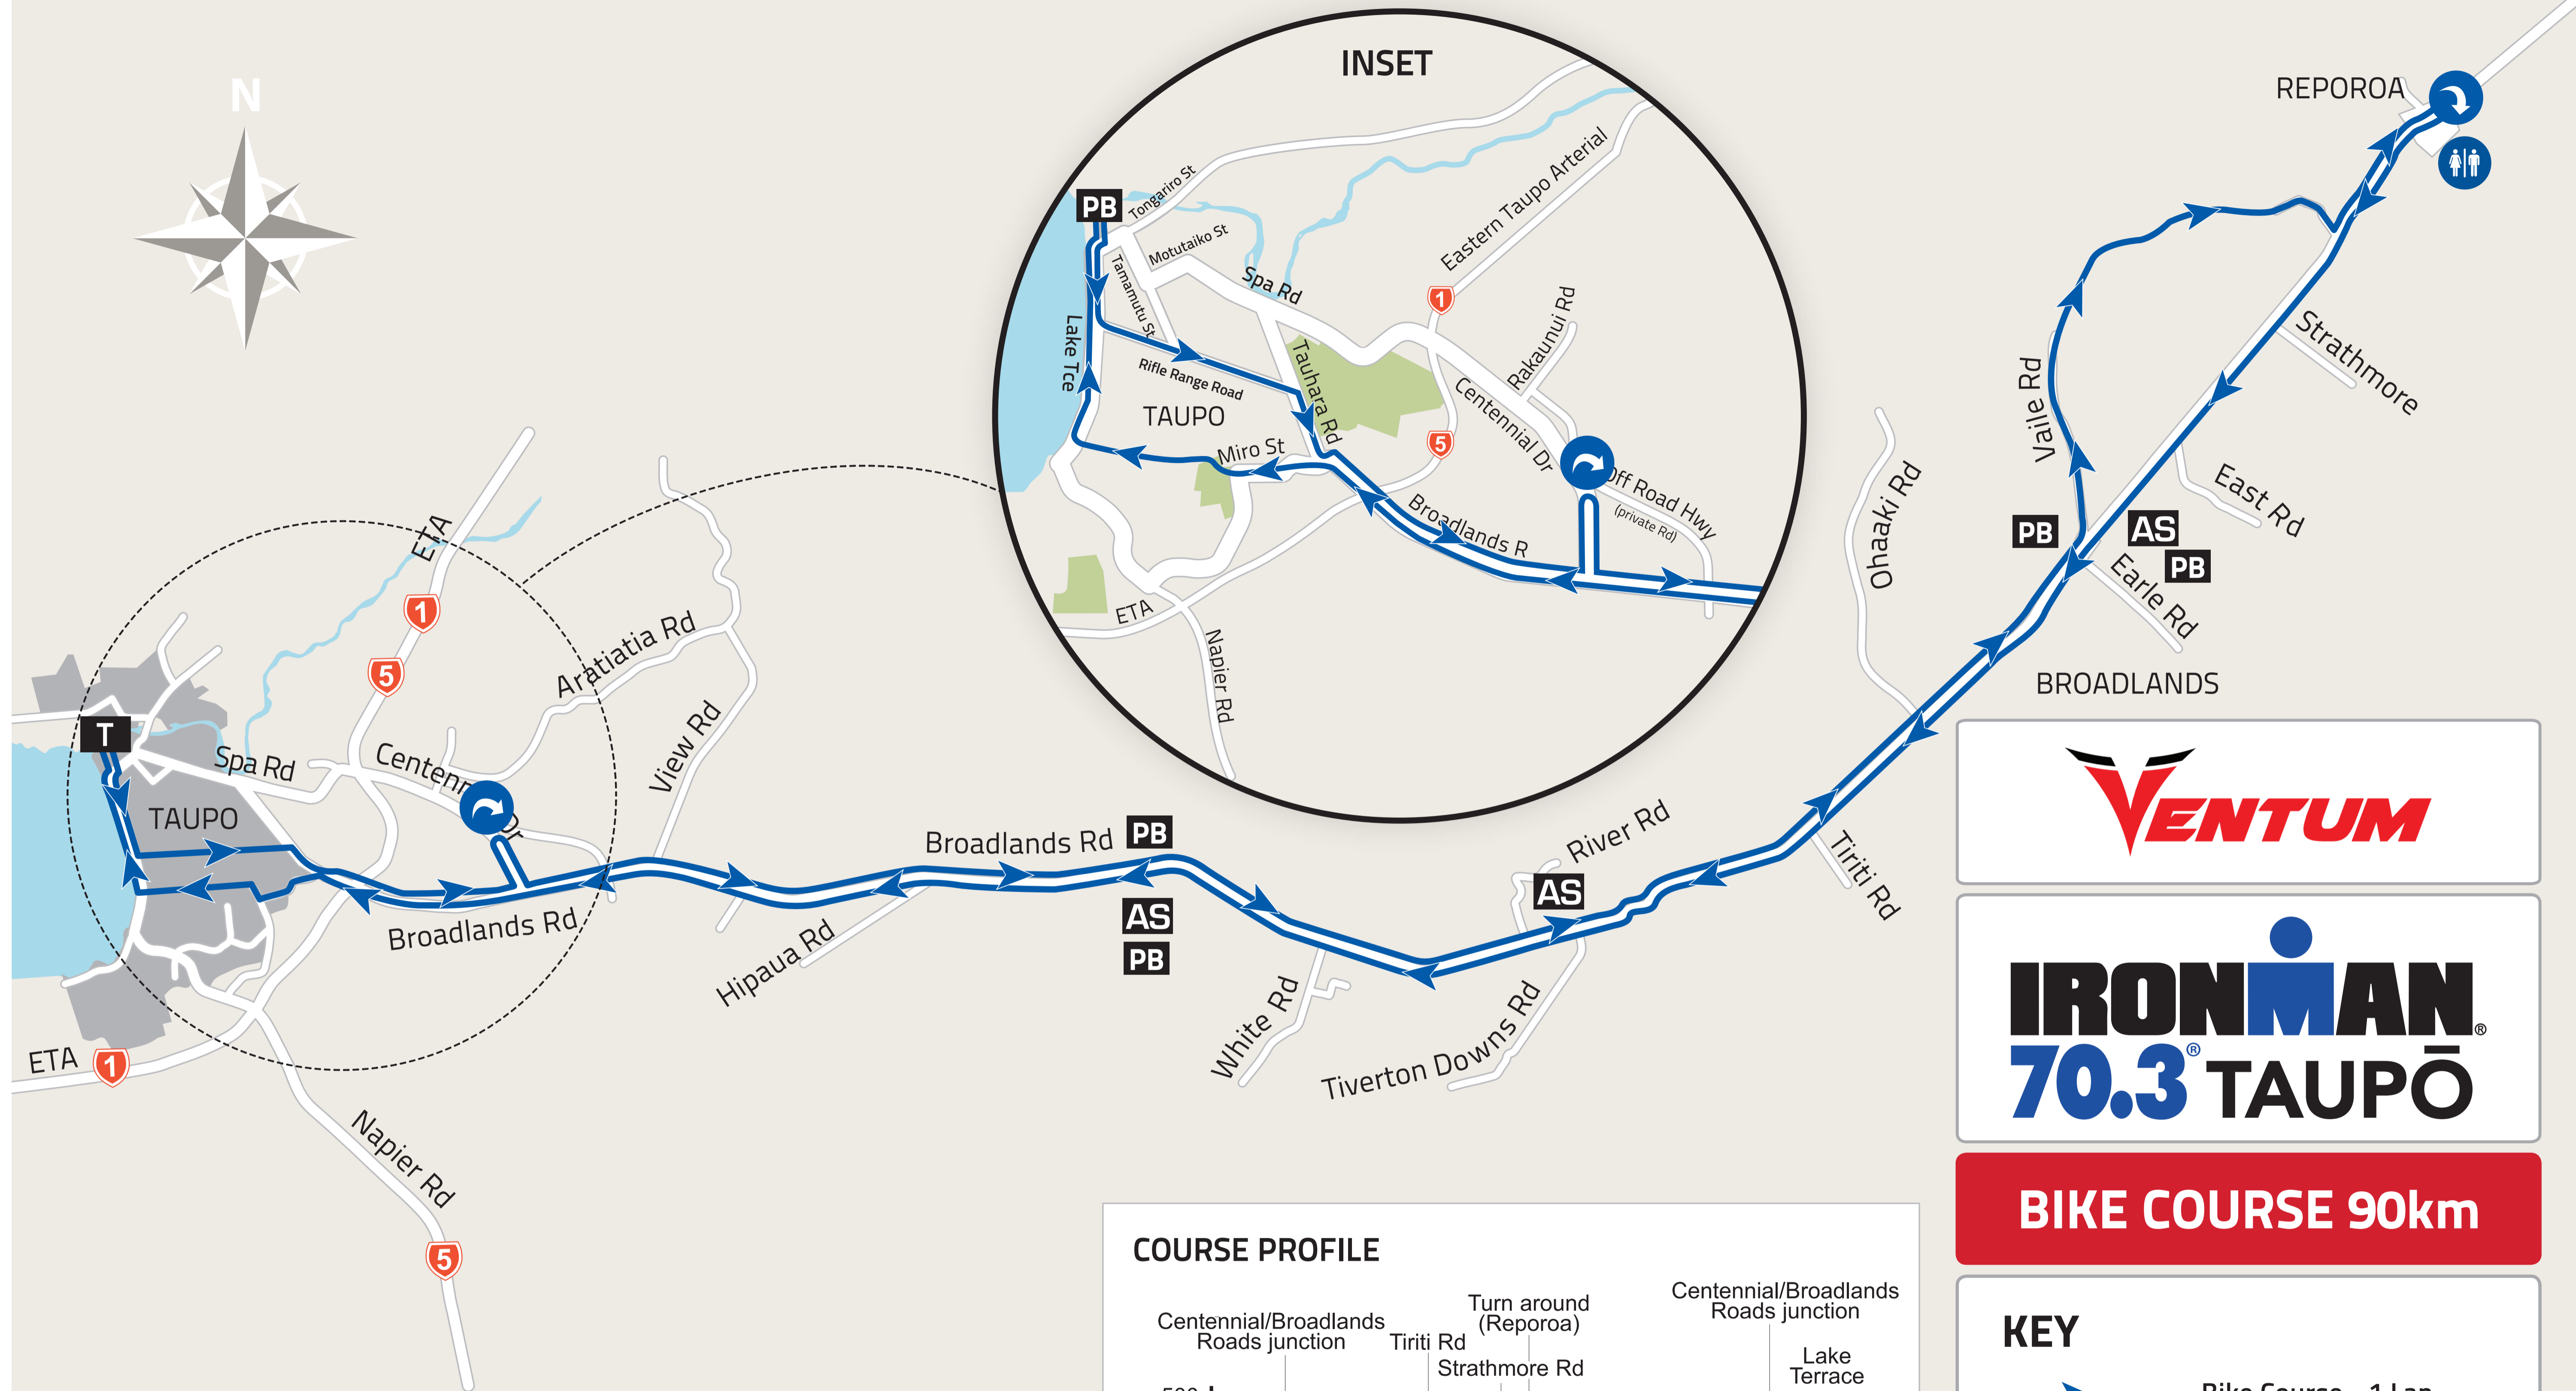 N
INSET
REPOROA
PB
Tongariro St
Motutaiko St
Tamamutu St
Spa Rd
Eastern Taupo Arterial
1
Rakaunui Rd
Lake Tce
Rifle Range Road
Tauhara Rd
TAUPO
Centennial Dr
Miro St
5
Off Road Hwy
(private Rd)
Broadlands R
ETA
Napier Rd
Strathmore
Vaile Rd
East Rd
Ohaaki Rd
PB
AS
PB
Earle Rd
BROADLANDS
ETA
1
5
Aratiatia Rd
View Rd
T
Spa Rd
Centenn
Dr
TAUPO
Broadlands Rd
Broadlands Rd
PB
AS
PB
Hipaua Rd
River Rd
AS
Tiriti Rd
White Rd
Tiverton Downs Rd
ETA
1
Napier Rd
5
VENTUM
IRONMAN®
70.3® TAUPŌ
BIKE COURSE 90km
COURSE PROFILE
Centennial/Broadlands
Roads junction
Tiriti Rd
Turn around
(Reporoa)
Strathmore Rd
Centennial/Broadlands
Roads junction
Lake
Terrace
KEY
Bike Course - 1 Lap